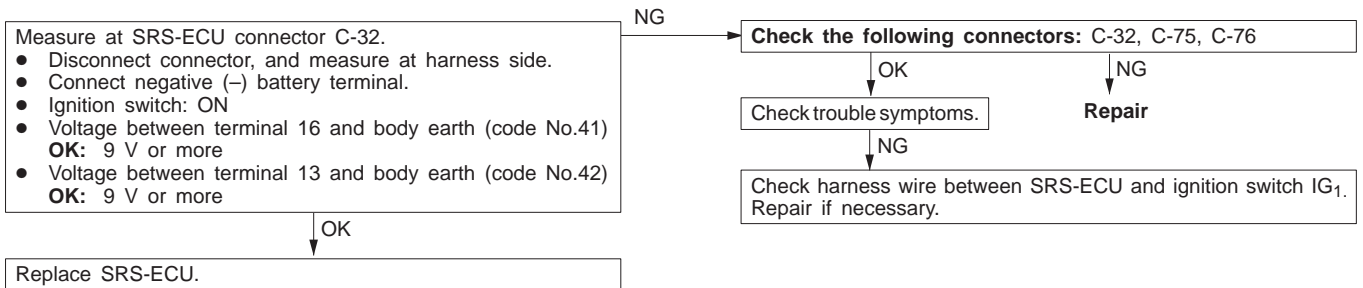 Measure at SRS-ECU connector C-32.
● Disconnect connector, and measure at harness side.
● Connect negative (–) battery terminal.
● Ignition switch: ON
● Voltage between terminal 16 and body earth (code No.41)
OK: 9 V or more
● Voltage between terminal 13 and body earth (code No.42)
OK: 9 V or more
NG
Check the following connectors: C-32, C-75, C-76
OK
NG
Check trouble symptoms.
Repair
NG
Check harness wire between SRS-ECU and ignition switch IG1.
Repair if necessary.
OK
Replace SRS-ECU.